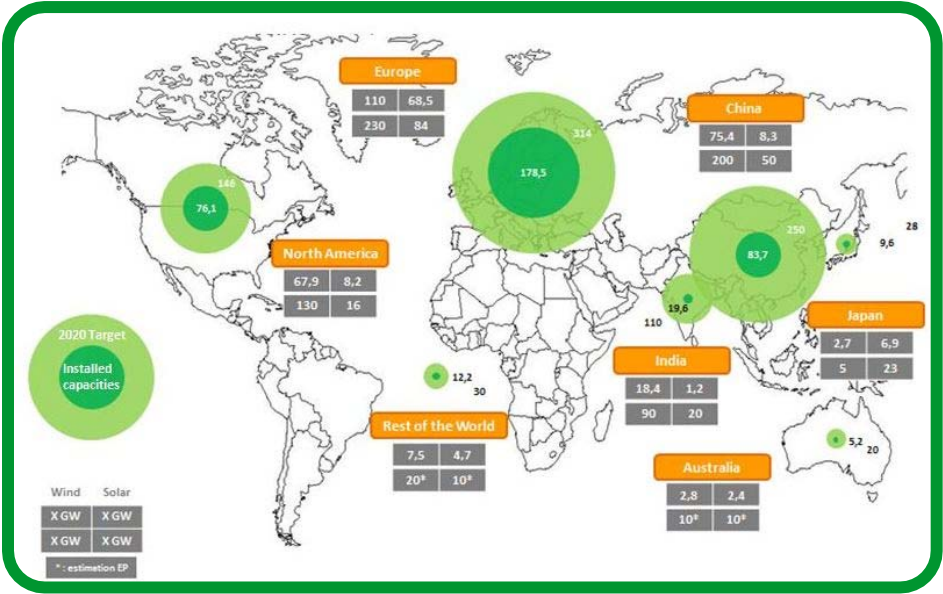 Europe
110 68,5
230 84
314
178,5
China
75,4 8,3
200 50
146
76,1
250
83,7
28
9,6
North America
67,9 8,2
130 16
19,6
110
Japan
2,7 6,9
5 23
2020 Target
Installed
capacities
India
18,4 1,2
90 20
12,2
30
Rest of the World
7,5 4,7
20* 10*
5,2
20
Australia
2,8 2,4
10* 10*
Wind Solar
X GW X GW
X GW X GW
* : estimation EP